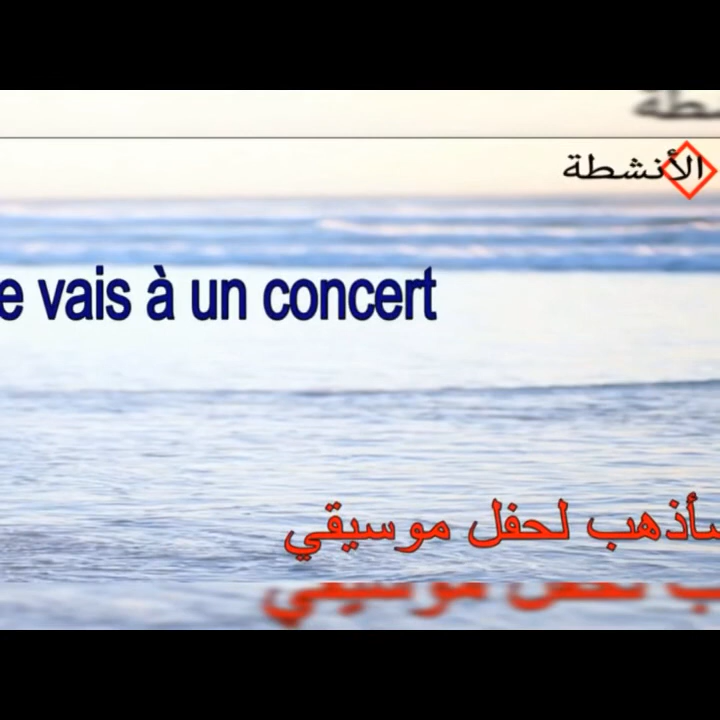 الأنشطة
e vais à un concert
سأذهب لحفل موسيقي